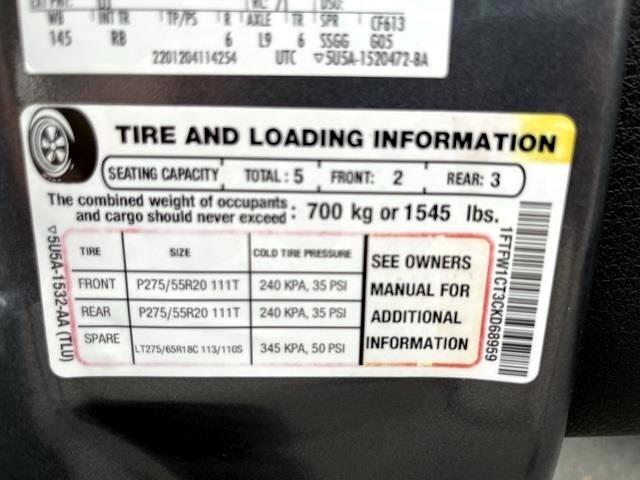 WB INT TR TP/PS R AXLE TR SPR CF613
145 RB 6 L9 6 SSGG G05
2201204114254 UTC ▽5U5A-1520472-BA
TIRE AND LOADING INFORMATION
SEATING CAPACITY TOTAL : 5 FRONT: 2 REAR: 3
The combined weight of occupants and cargo should never exceed : 700 kg or 1545 lbs.
TIRE SIZE COLD TIRE PRESSURE
FRONT P275/55R20 111T 240 KPA, 35 PSI
REAR P275/55R20 111T 240 KPA, 35 PSI
SPARE LT275/65R18C 113/110S 345 KPA, 50 PSI
SEE OWNERS
MANUAL FOR
ADDITIONAL
INFORMATION
▽5U5A-1532-AA (TLU)
1FTFW1CT3CKD68959